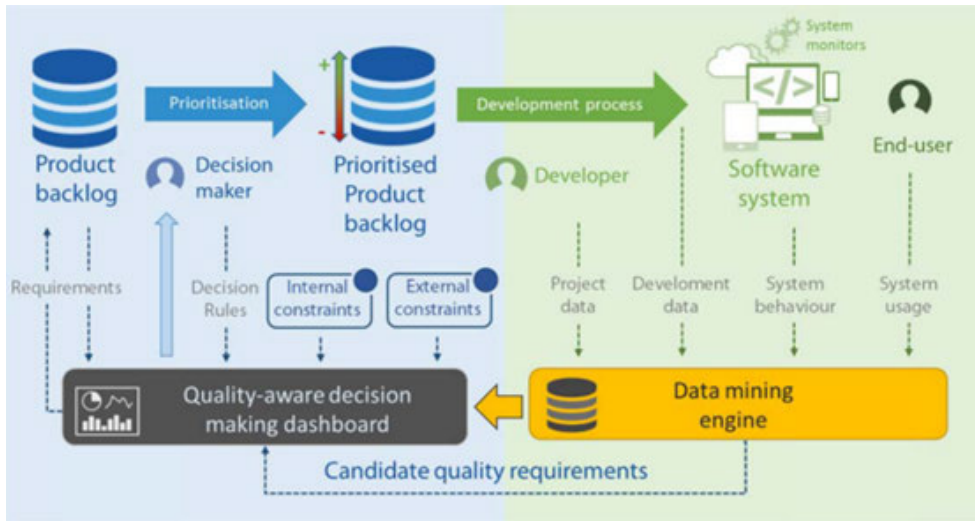 System
monitors
+
-
Prioritisation
Development process
</>
Product
backlog
Decision
maker
Prioritised
Product
backlog
Developer
Software
system
End-user
Requirements
Decision
Rules
Internal
constraints
External
constraints
Project
data
Develoment
data
System
behaviour
System
usage
Quality-aware decision
making dashboard
Data mining
engine
Candidate quality requirements